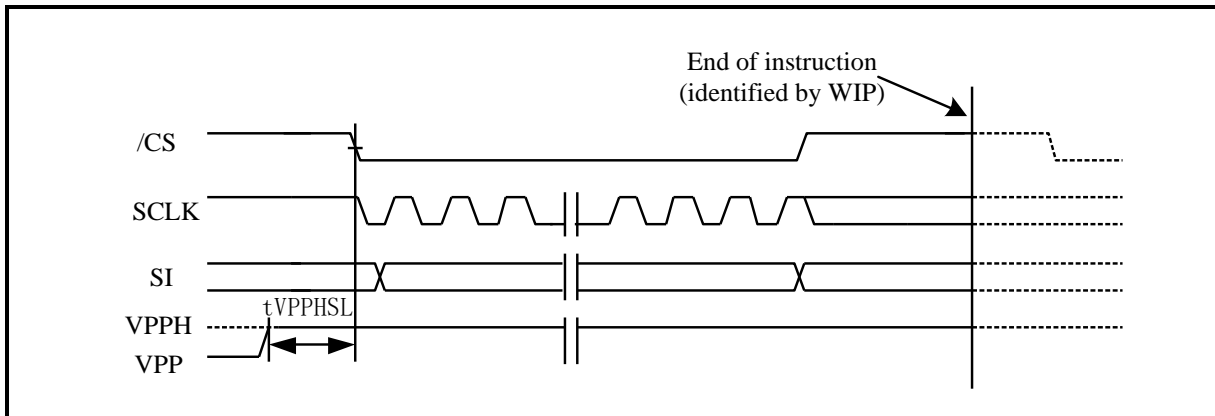 End of instruction
(identified by WIP)
/CS
SCLK
SI
tVPPHSL
VPPH
VPP